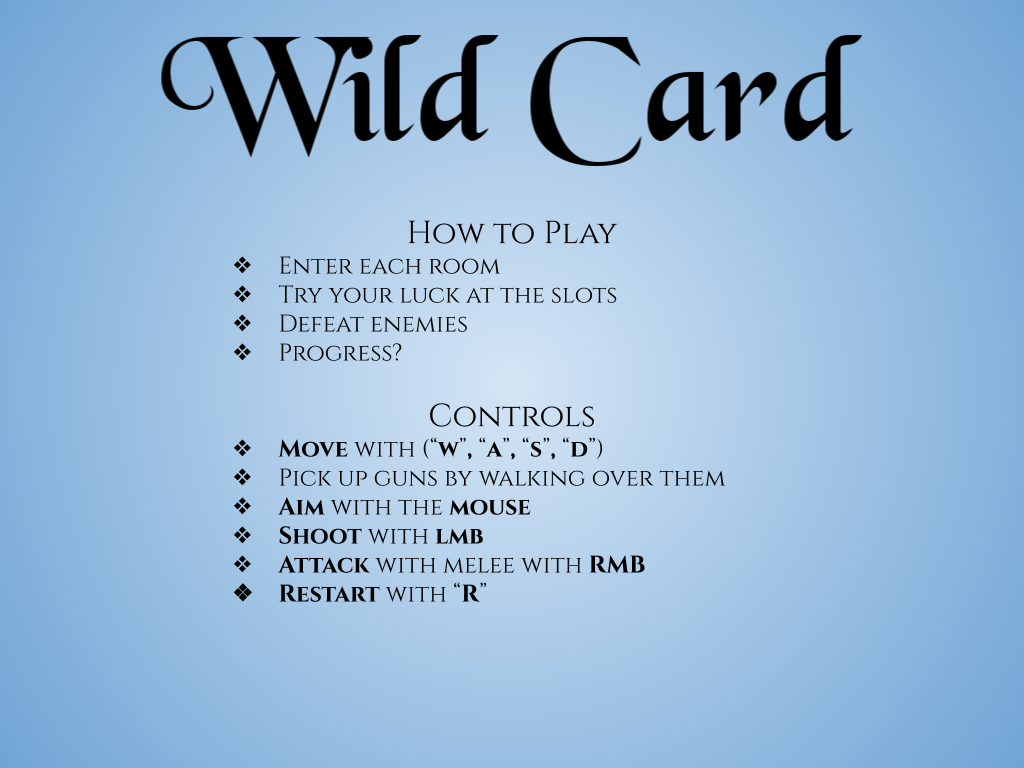 Wild Card
How to Play
❖ Enter each room
❖ Try your luck at the slots
❖ Defeat enemies
❖ Progress?
Controls
❖ Move with (“w”, “a”, “s”, “d”)
❖ Pick up guns by walking over them
❖ Aim with the mouse
❖ Shoot with lmb
❖ Attack with melee with RMB
❖ Restart with “R”